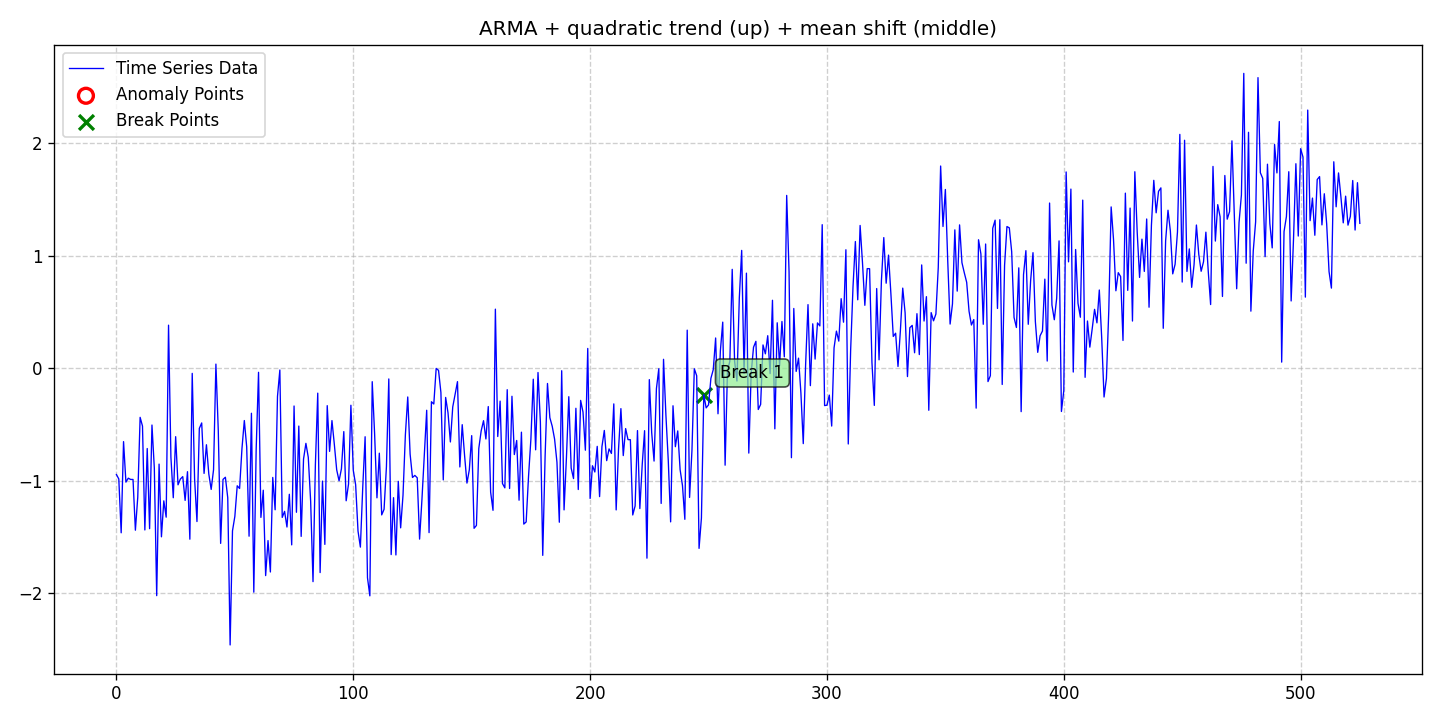 ARMA + quadratic trend (up) + mean shift (middle)
Time Series Data
Anomaly Points
Break Points
2
1
0
−1
−2
Break 1
0 100 200 300 400 500